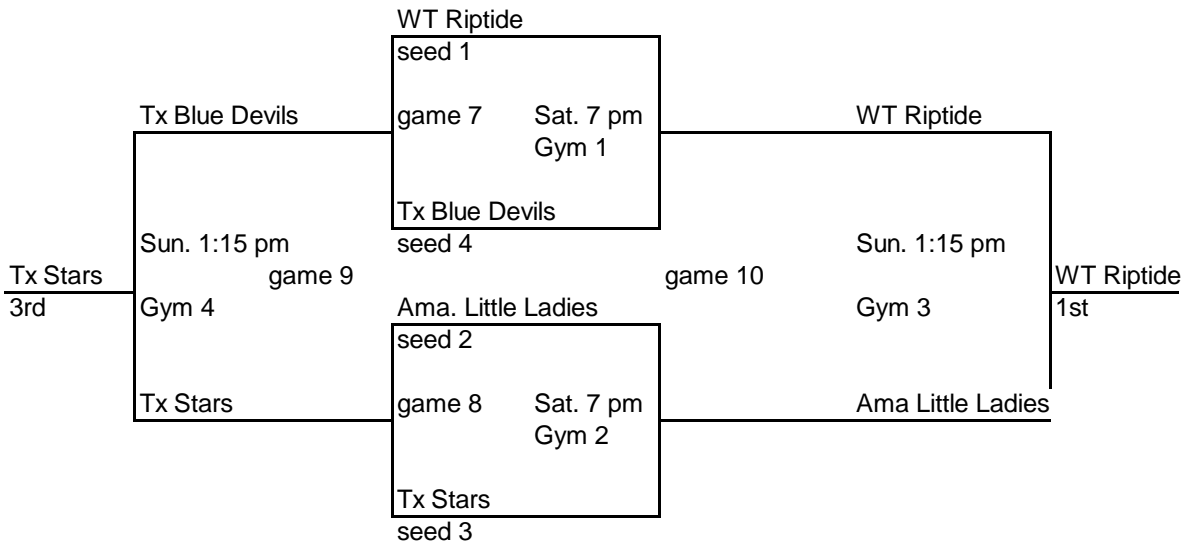 WT Riptide
seed 1
Tx Blue Devils
game 7
Sat. 7 pm
WT Riptide
Gym 1
Tx Blue Devils
Sun. 1:15 pm
seed 4
Sun. 1:15 pm
Tx Stars
game 9
game 10
WT Riptide
3rd
Gym 4
Ama. Little Ladies
Gym 3
1st
seed 2
Tx Stars
game 8
Sat. 7 pm
Ama Little Ladies
Gym 2
Tx Stars
seed 3